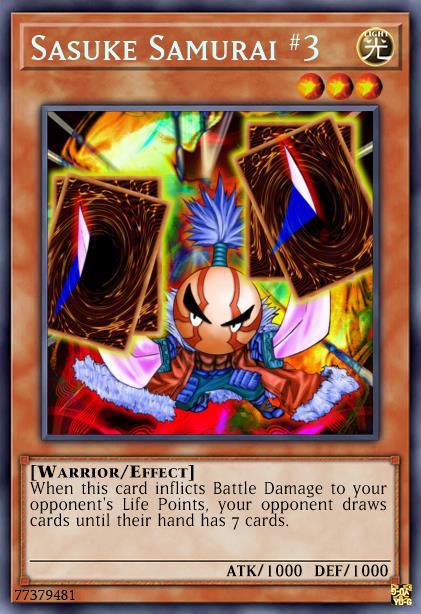 Sasuke Samurai #3
LIGHT
光
[Warrior/Effect]
When this card inflicts Battle Damage to your
opponent's Life Points, your opponent draws
cards until their hand has 7 cards.
ATK/1000 DEF/1000
77379481